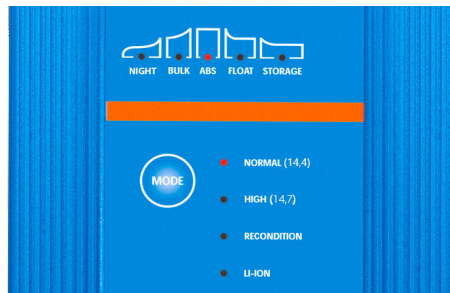 NIGHT BULK ABS FLOAT STORAGE
MODE
NORMAL (14,4)
HIGH (14,7)
RECONDITION
LI-ION